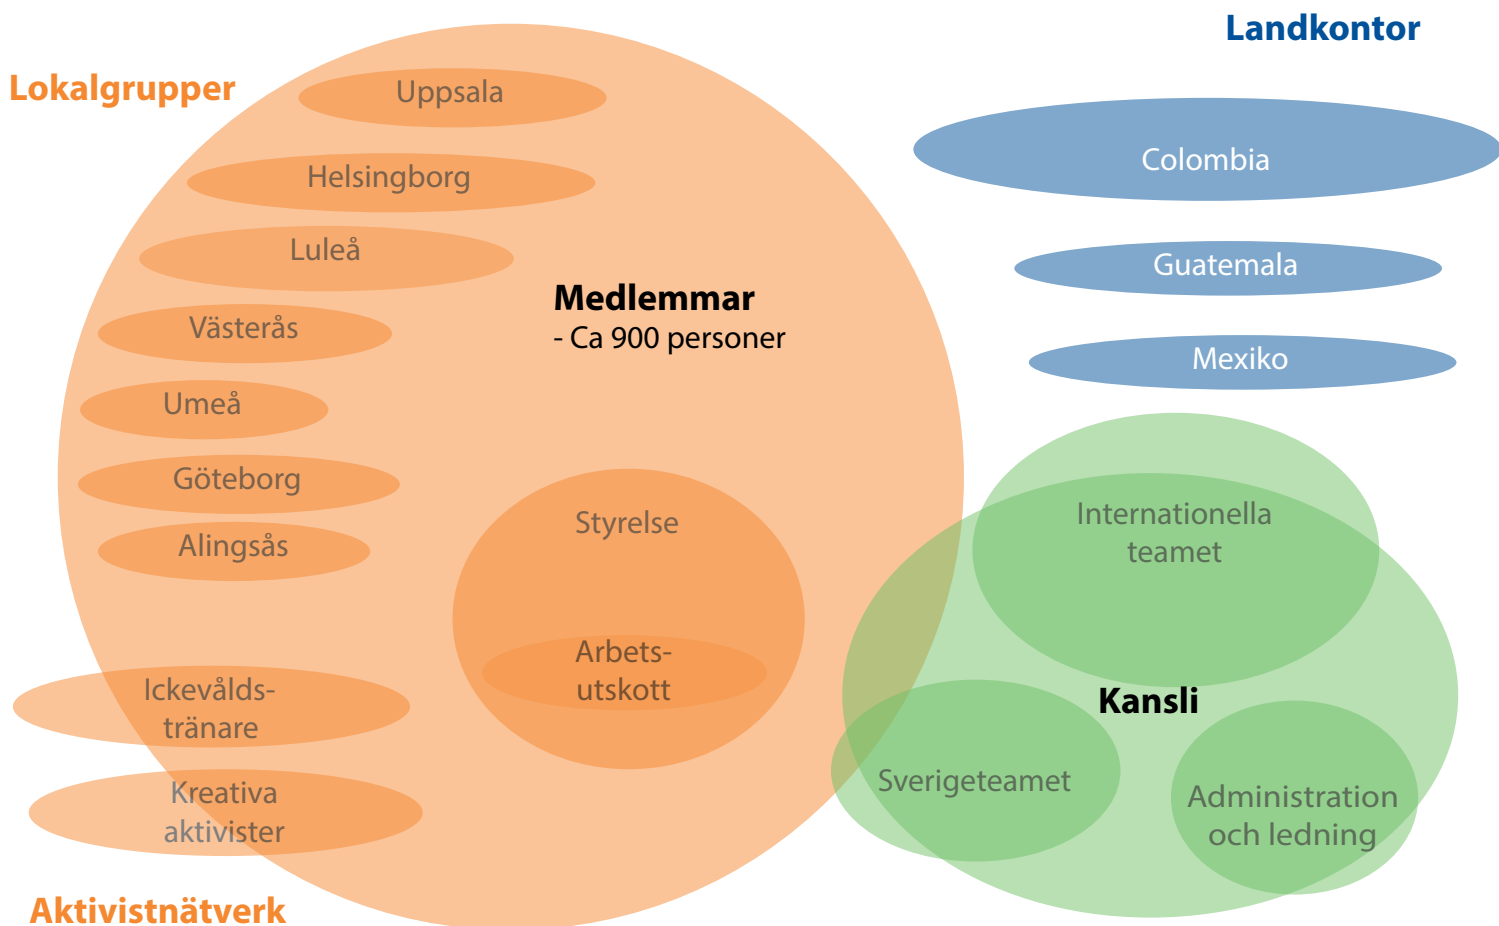 Landkontor
Lokalgrupper
Uppsala
Helsingborg
Luleå
Västerås
Umeå
Göteborg
Alingsås
Medlemmar
- Ca 900 personer
Styrelse
Arbets-
utskott
Ickevålds-
tränare
Kreativa
aktivister
Aktivistnätverk
Colombia
Guatemala
Mexiko
Internationella
teamet
Kansli
Sverigeteamet
Administration
och ledning